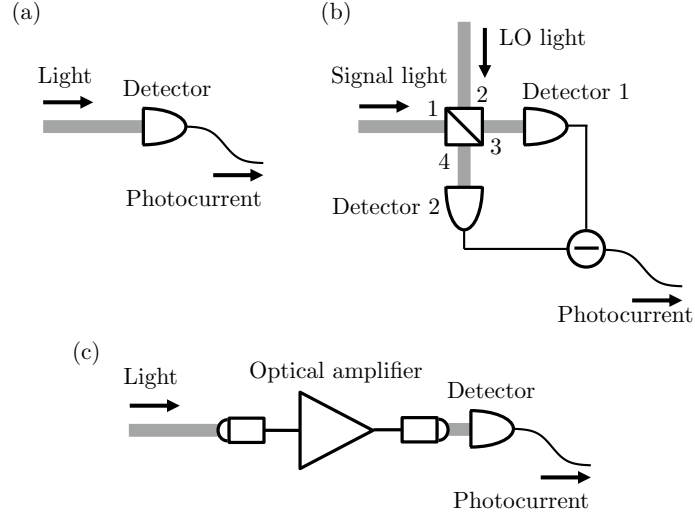 (a)
Light
Detector
Photocurrent
(b)
LO light
Signal light
Detector 1
1
2
3
4
Detector 2
Photocurrent
(c)
Light
Optical amplifier
Detector
Photocurrent